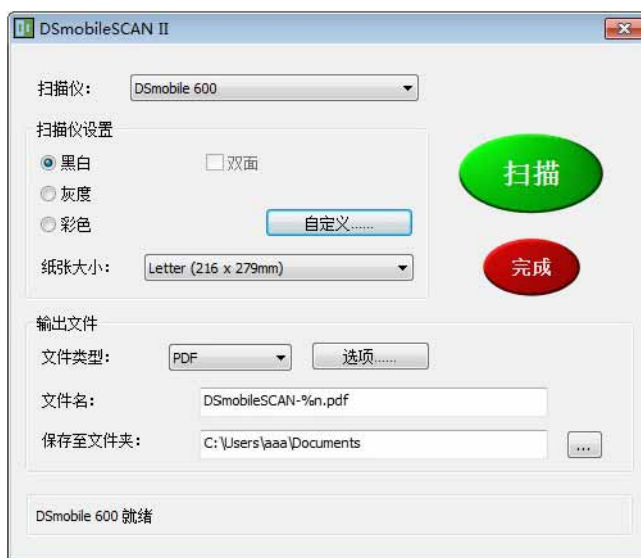 DSmobileSCAN II
扫描仪： DSmobile 600
扫描仪设置
黑白 双面
灰度
彩色 自定义......
纸张大小： Letter (216 x 279mm)
扫描
完成
输出文件
文件类型： PDF 选项......
文件名： DSmobileSCAN-%n.pdf
保存至文件夹： C:\Users\aaa\Documents ...
DSmobile 600 就绪